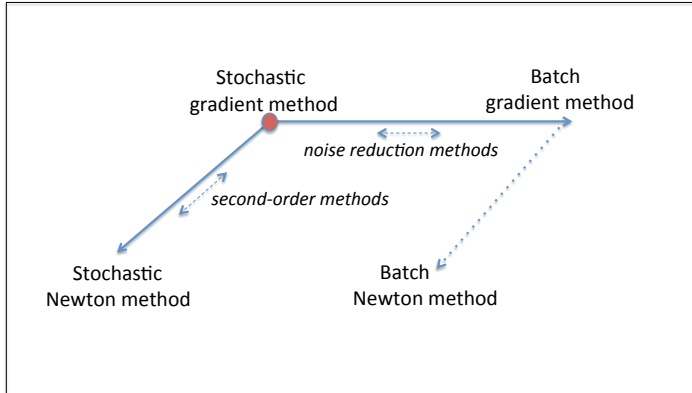 Stochastic
gradient method
Batch
gradient method
noise reduction methods
second-order methods
Stochastic
Newton method
Batch
Newton method